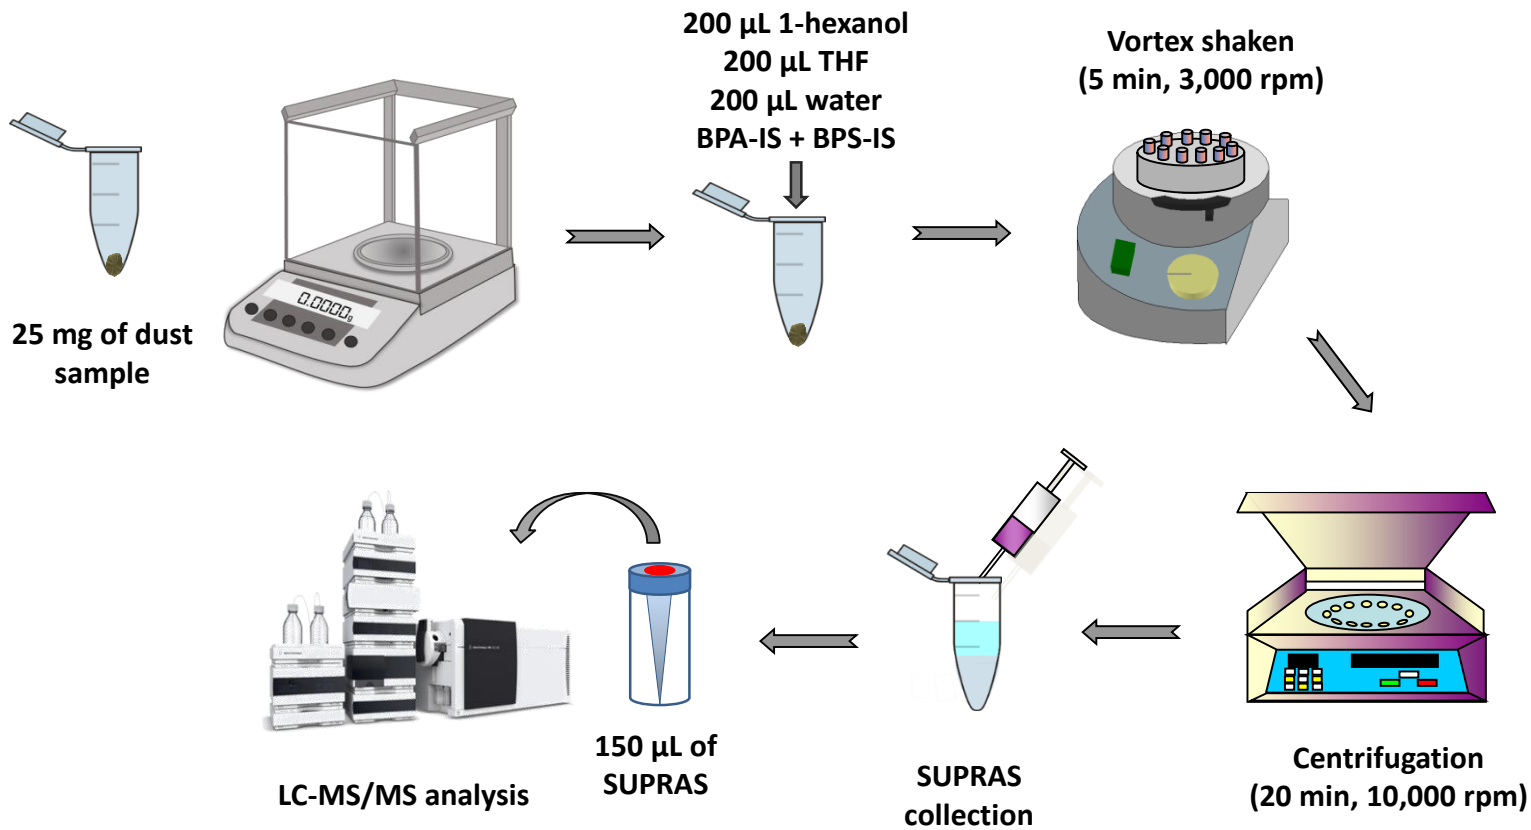 25 mg of dust
sample
0.0000g
200 µL 1-hexanol
200 µL THF
200 µL water
BPA-IS + BPS-IS
Vortex shaken
(5 min, 3,000 rpm)
Centrifugation
(20 min, 10,000 rpm)
SUPRAS
collection
150 µL of
SUPRAS
LC-MS/MS analysis